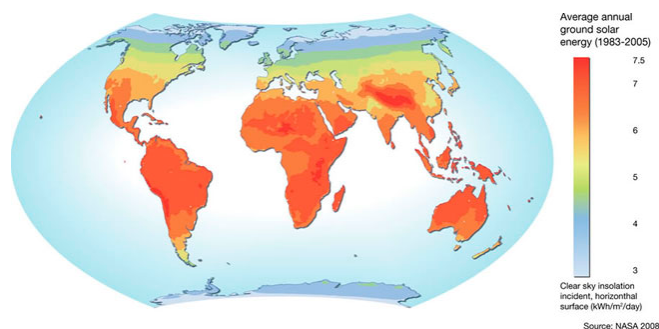 Average annual
ground solar
energy (1983-2005)
7.5
7
6
5
4
3
Clear sky insolation
incident, horizonthal
surface (kWh/m²/day)
Source: NASA 2008